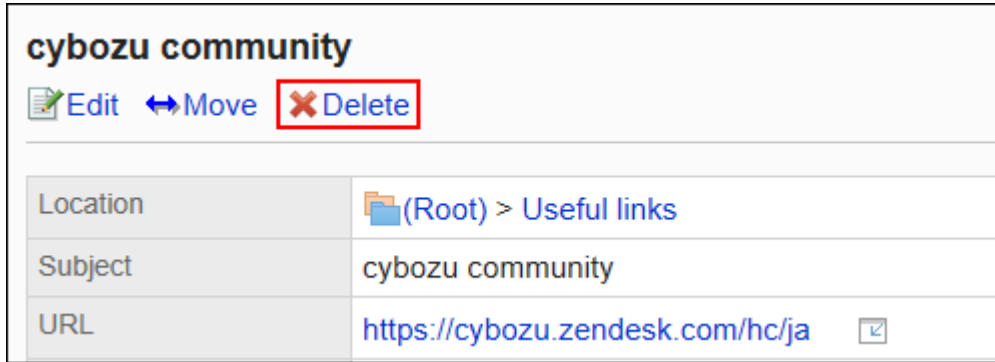 cybozu community
Edit Move Delete
Location (Root) > Useful links
Subject cybozu community
URL https://cybozu.zendesk.com/hc/ja